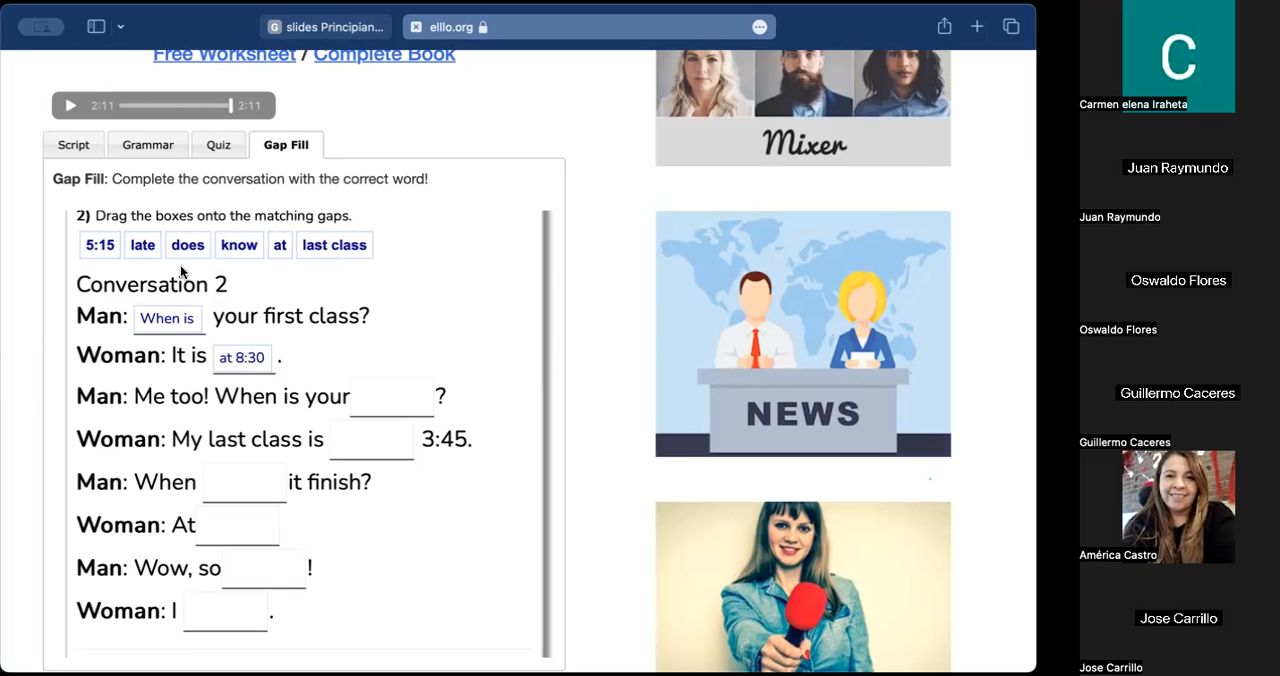 slides Principian...
elllo.org
Free Worksheet / Complete Book
2:11 2:11
Script Grammar Quiz Gap Fill
Gap Fill: Complete the conversation with the correct word!
2) Drag the boxes onto the matching gaps.
5:15 late does know at last class
Conversation 2
Man: When is your first class?
Woman: It is at 8:30 .
Man: Me too! When is your ?
Woman: My last class is 3:45.
Man: When it finish?
Woman: At
Man: Wow, so !
Woman: I .
Mixer
NEWS
C
Carmen elena Iraheta
Juan Raymundo
Juan Raymundo
Oswaldo Flores
Oswaldo Flores
Guillermo Caceres
Guillermo Caceres
América Castro
Jose Carrillo
Jose Carrillo